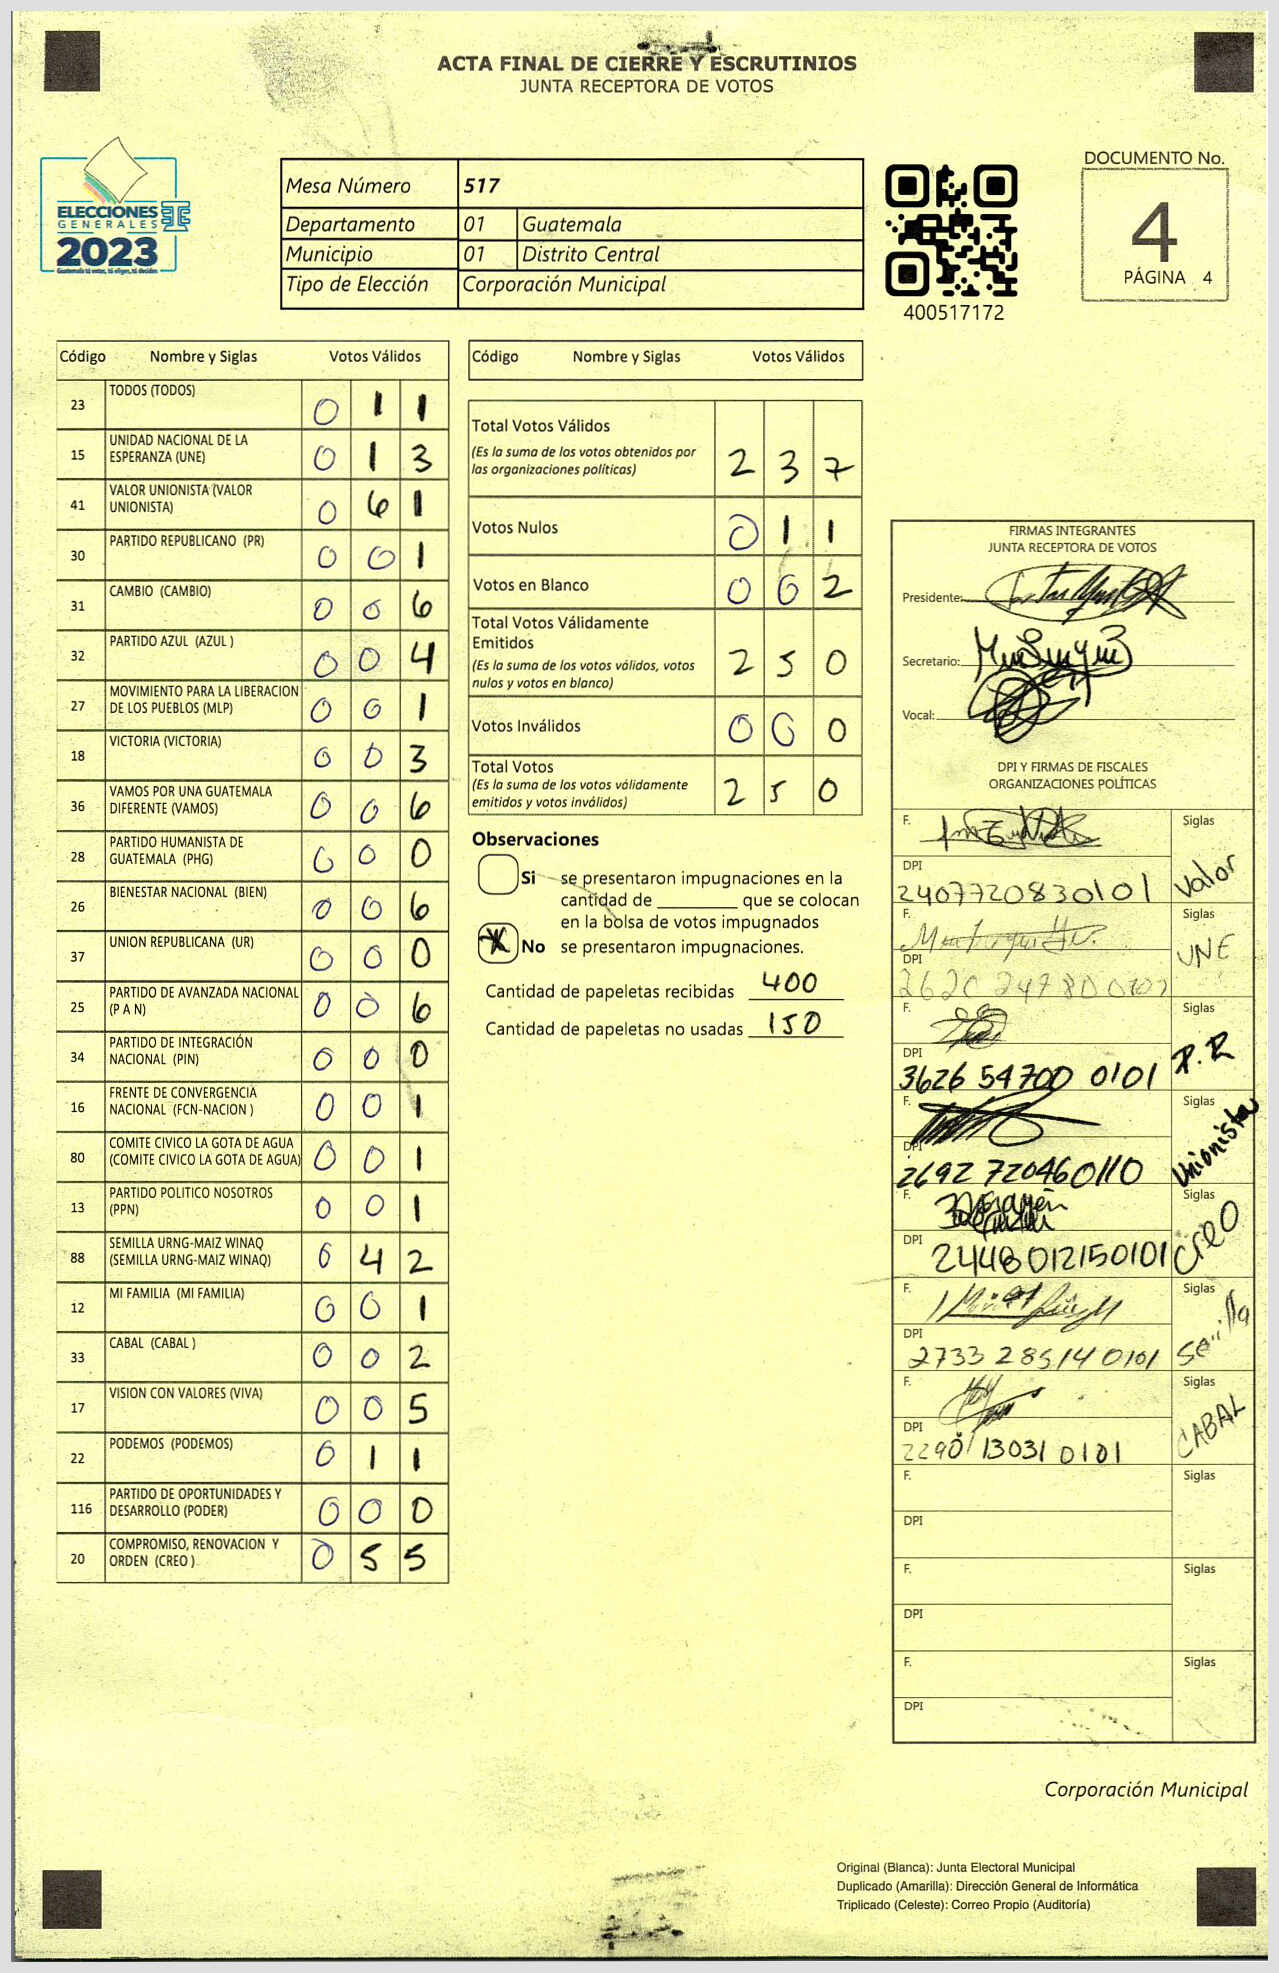 ACTA FINAL DE CIERRE Y ESCRUTINIOS
JUNTA RECEPTORA DE VOTOS
ELECCIONES
GENERALES
2023
Guatemala tú votas, tú eliges, tú decides
Mesa Número 517
Departamento 01 Guatemala
Municipio 01 Distrito Central
Tipo de Elección Corporación Municipal
400517172
DOCUMENTO No.
4
PÁGINA 4
Código Nombre y Siglas Votos Válidos
23 TODOS (TODOS) 0 1 1
15 UNIDAD NACIONAL DE LA ESPERANZA (UNE) 0 1 3
41 VALOR UNIONISTA (VALOR UNIONISTA) 0 6 1
30 PARTIDO REPUBLICANO (PR) 0 0 1
31 CAMBIO (CAMBIO) 0 0 6
32 PARTIDO AZUL (AZUL ) 0 0 4
27 MOVIMIENTO PARA LA LIBERACION DE LOS PUEBLOS (MLP) 0 0 1
18 VICTORIA (VICTORIA) 0 0 3
36 VAMOS POR UNA GUATEMALA DIFERENTE (VAMOS) 0 0 6
28 PARTIDO HUMANISTA DE GUATEMALA (PHG) 0 0 0
26 BIENESTAR NACIONAL (BIEN) 0 0 6
37 UNION REPUBLICANA (UR) 0 0 0
25 PARTIDO DE AVANZADA NACIONAL (P A N) 0 0 6
34 PARTIDO DE INTEGRACIÓN NACIONAL (PIN) 0 0 0
16 FRENTE DE CONVERGENCIA NACIONAL (FCN-NACION ) 0 0 1
80 COMITE CIVICO LA GOTA DE AGUA (COMITE CIVICO LA GOTA DE AGUA) 0 0 1
13 PARTIDO POLITICO NOSOTROS (PPN) 0 0 1
88 SEMILLA URNG-MAIZ WINAQ (SEMILLA URNG-MAIZ WINAQ) 0 4 2
12 MI FAMILIA (MI FAMILIA) 0 0 1
33 CABAL (CABAL ) 0 0 2
17 VISION CON VALORES (VIVA) 0 0 5
22 PODEMOS (PODEMOS) 0 1 1
116 PARTIDO DE OPORTUNIDADES Y DESARROLLO (PODER) 0 0 0
20 COMPROMISO, RENOVACION Y ORDEN (CREO ) 0 5 5
Código Nombre y Siglas Votos Válidos
Total Votos Válidos 2 3 7
(Es la suma de los votos obtenidos por
las organizaciones políticas)
Votos Nulos 0 1 1
Votos en Blanco 0 0 2
Total Votos Válidamente
Emitidos 2 5 0
(Es la suma de los votos válidos, votos
nulos y votos en blanco)
Votos Inválidos 0 0 0
Total Votos 2 5 0
(Es la suma de los votos válidamente
emitidos y votos inválidos)
Observaciones
Si se presentaron impugnaciones en la
cantidad de ________ que se colocan
en la bolsa de votos impugnados
X No se presentaron impugnaciones.
Cantidad de papeletas recibidas 400
Cantidad de papeletas no usadas 150
FIRMAS INTEGRANTES
JUNTA RECEPTORA DE VOTOS
Presidente:
Secretario:
Vocal:
DPI Y FIRMAS DE FISCALES
ORGANIZACIONES POLÍTICAS
F. Siglas
DPI Valor
2407720830101
F. Siglas
DPI UNE
F. Siglas
DPI P.R
3626 54700 0101
F. Siglas
DPI Unionista
2692 72046 0110
F. Siglas
DPI Creo
2448 012150101
F. Siglas
DPI Semilla
2733 28514 0101
F. Siglas
DPI CABAL
2290 13031 0101
F. Siglas
DPI
F. Siglas
DPI
F. Siglas
DPI
Corporación Municipal
Original (Blanca): Junta Electoral Municipal
Duplicado (Amarilla): Dirección General de Informática
Triplicado (Celeste): Correo Propio (Auditoría)